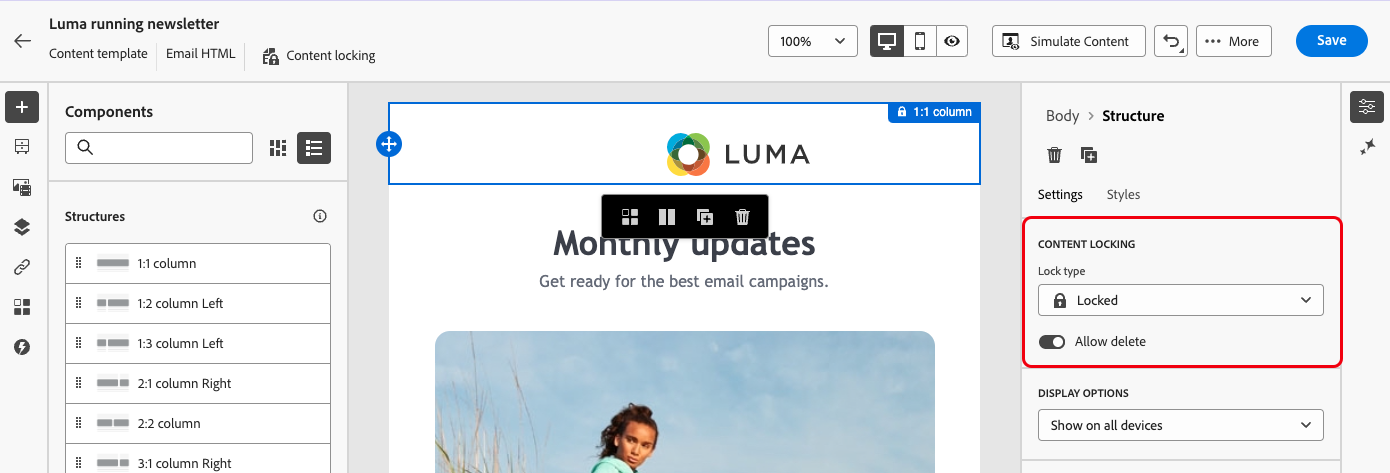 Luma running newsletter
Content template
Email HTML
Content locking
100%
Simulate Content
More
Save
Components
Structures
1:1 column
1:2 column Left
1:3 column Left
2:1 column Right
2:2 column
3:1 column Right
1:1 column
LUMA
Monthly updates
Get ready for the best email campaigns.
Body > Structure
Settings
Styles
CONTENT LOCKING
Lock type
Locked
Allow delete
DISPLAY OPTIONS
Show on all devices